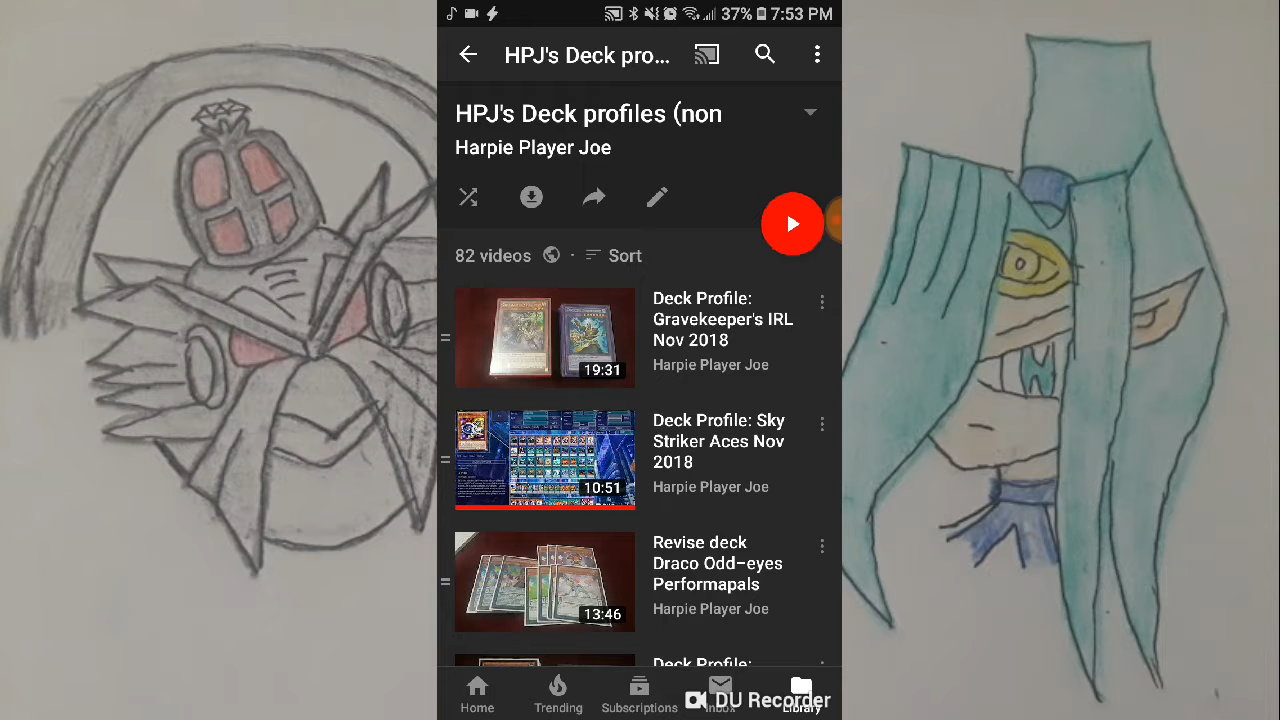 37% 7:53 PM
HPJ's Deck pro...
HPJ's Deck profiles (non
Harpie Player Joe
82 videos · Sort
19:31
Deck Profile:
Gravekeeper's IRL
Nov 2018
Harpie Player Joe
10:51
Deck Profile: Sky
Striker Aces Nov
2018
Harpie Player Joe
13:46
Revise deck
Draco Odd-eyes
Performapals
Harpie Player Joe
Deck Profile:
DU Recorder
Home Trending Subscriptions Inbox Library